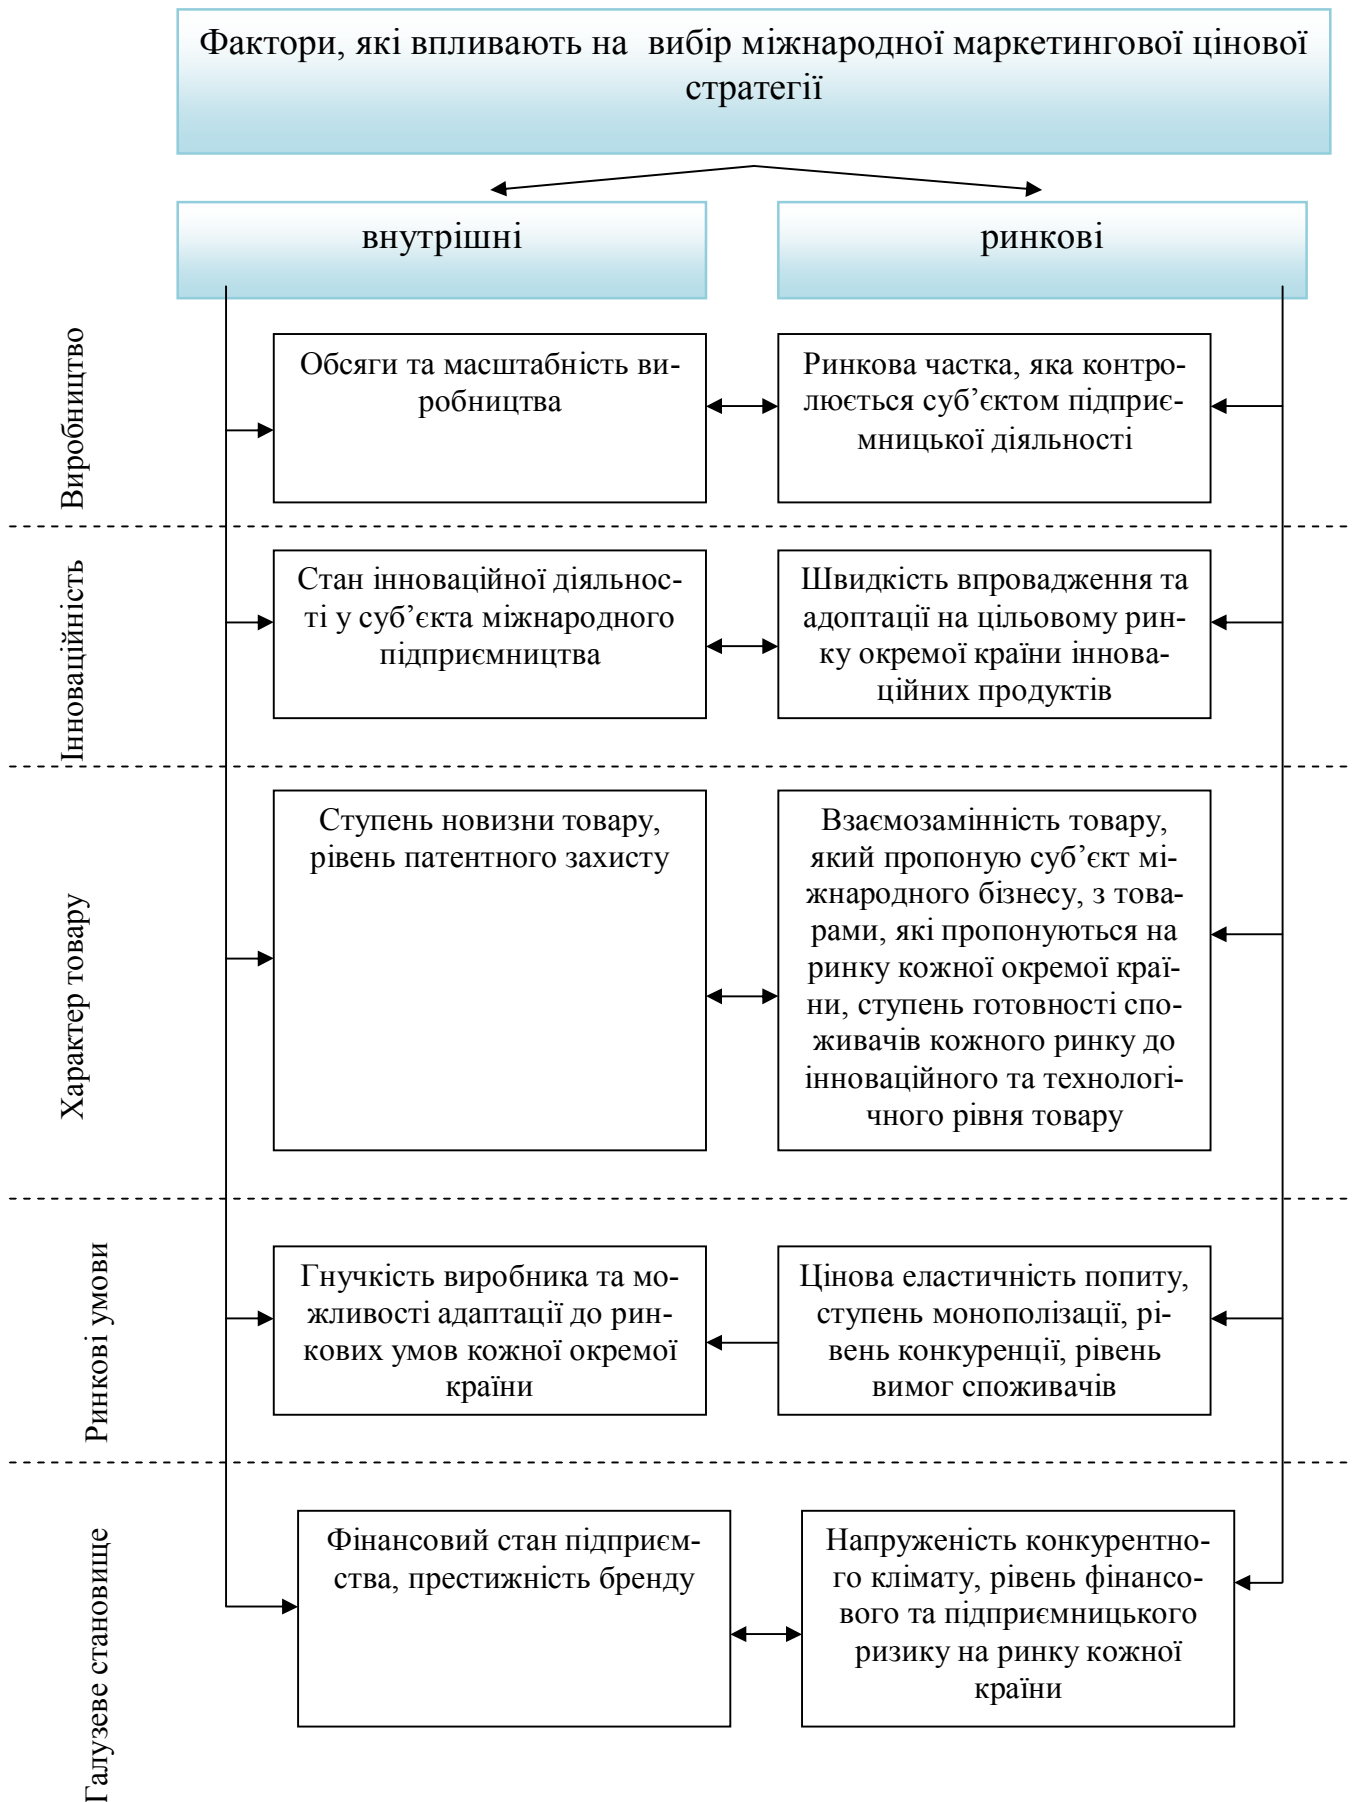 Фактори, які впливають на  вибір міжнародної маркетингової цінової
стратегії
внутрішні
ринкові
Виробництво
Обсяги та масштабність ви-
робництва
Ринкова частка, яка контро-
люється суб’єктом підприє-
мницької діяльності
Інноваційність
Стан інноваційної діяльнос-
ті у суб’єкта міжнародного
підприємництва
Швидкість впровадження та
адоптації на цільовому рин-
ку окремої країни іннова-
ційних продуктів
Характер товару
Ступень новизни товару,
рівень патентного захисту
Взаємозамінність товару,
який пропоную суб’єкт мі-
жнародного бізнесу, з това-
рами, які пропонуються на
ринку кожної окремої краї-
ни, ступень готовності спо-
живачів кожного ринку до
інноваційного та технологі-
чного рівня товару
Ринкові умови
Гнучкість виробника та мо-
жливості адаптації до рин-
кових умов кожної окремої
країни
Цінова еластичність попиту,
ступень монополізації, рі-
вень конкуренції, рівень
вимог споживачів
Галузеве становище
Фінансовий стан підприєм-
ства, престижність бренду
Напруженість конкурентно-
го клімату, рівень фінансо-
вого та підприємницького
ризику на ринку кожної
країни